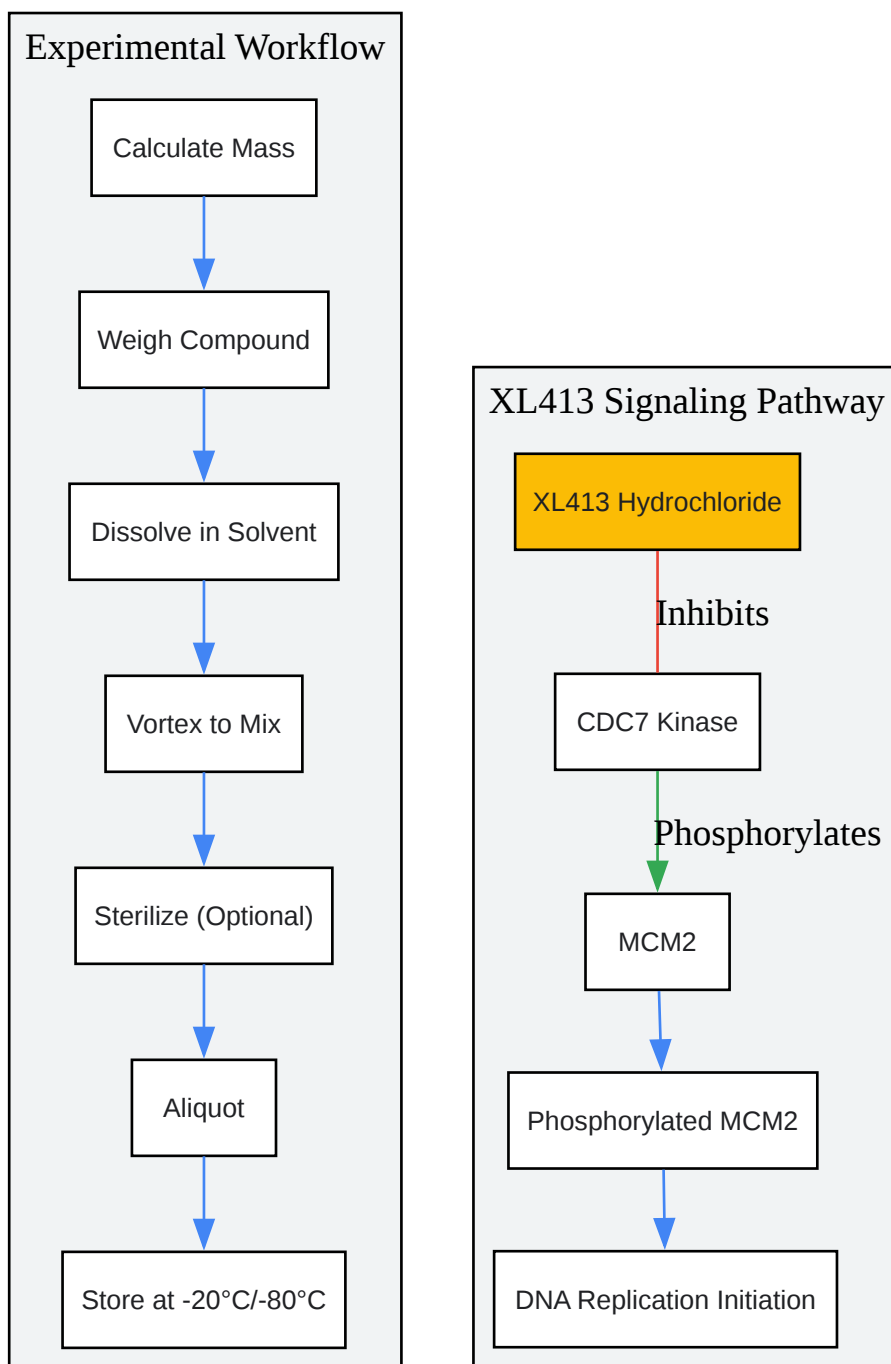 Experimental Workflow
Calculate Mass
Weigh Compound
Dissolve in Solvent
Vortex to Mix
Sterilize (Optional)
Aliquot
Store at -20°C/-80°C
XL413 Signaling Pathway
XL413 Hydrochloride
Inhibits
CDC7 Kinase
Phosphorylates
MCM2
Phosphorylated MCM2
DNA Replication Initiation